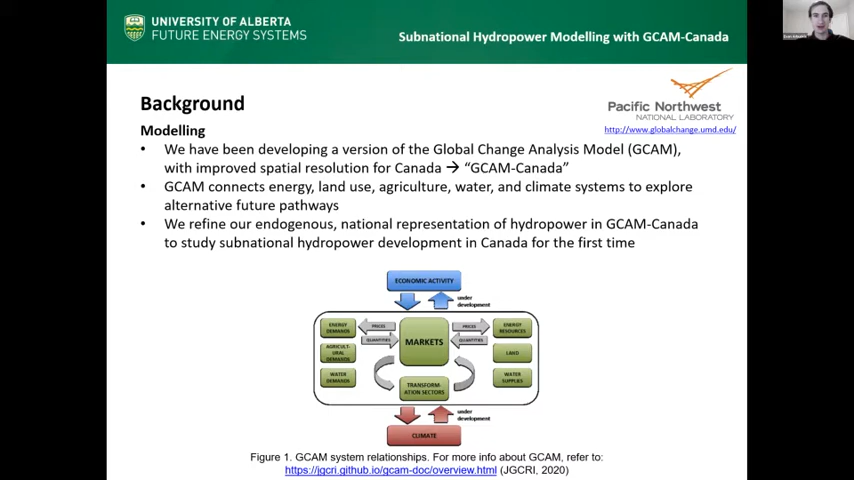 UNIVERSITY OF ALBERTA
FUTURE ENERGY SYSTEMS
Subnational Hydropower Modelling with GCAM-Canada
Background
Pacific Northwest
NATIONAL LABORATORY
http://www.globalchange.umd.edu/
Modelling
• We have been developing a version of the Global Change Analysis Model (GCAM),
with improved spatial resolution for Canada → “GCAM-Canada”
• GCAM connects energy, land use, agriculture, water, and climate systems to explore
alternative future pathways
• We refine our endogenous, national representation of hydropower in GCAM-Canada
to study subnational hydropower development in Canada for the first time
ECONOMIC ACTIVITY
under
development
ENERGY
DEMANDS
PRICES
QUANTITIES
AGRICULT-
URAL
DEMANDS
WATER
DEMANDS
MARKETS
TRANSFORM-
ATION SECTORS
PRICES
QUANTITIES
ENERGY
RESOURCES
LAND
WATER
SUPPLIES
under
development
CLIMATE
Figure 1. GCAM system relationships. For more info about GCAM, refer to:
https://jgcri.github.io/gcam-doc/overview.html (JGCRI, 2020)